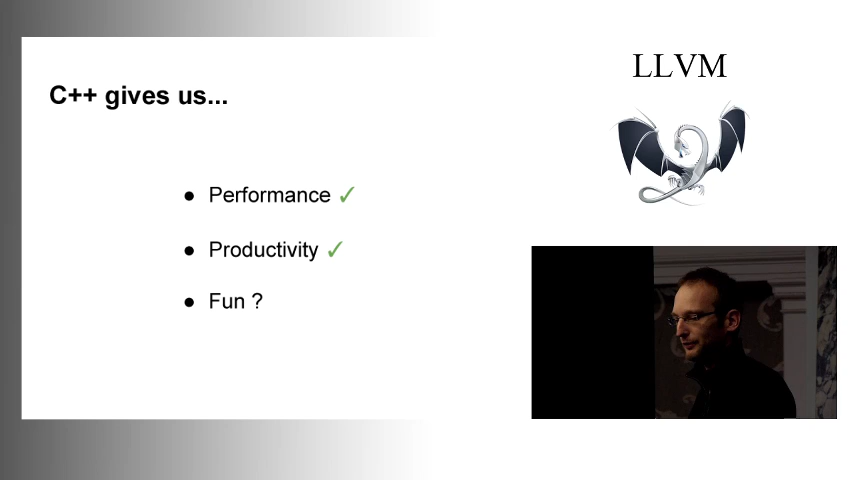 C++ gives us...
● Performance ✓
● Productivity ✓
● Fun ?
LLVM